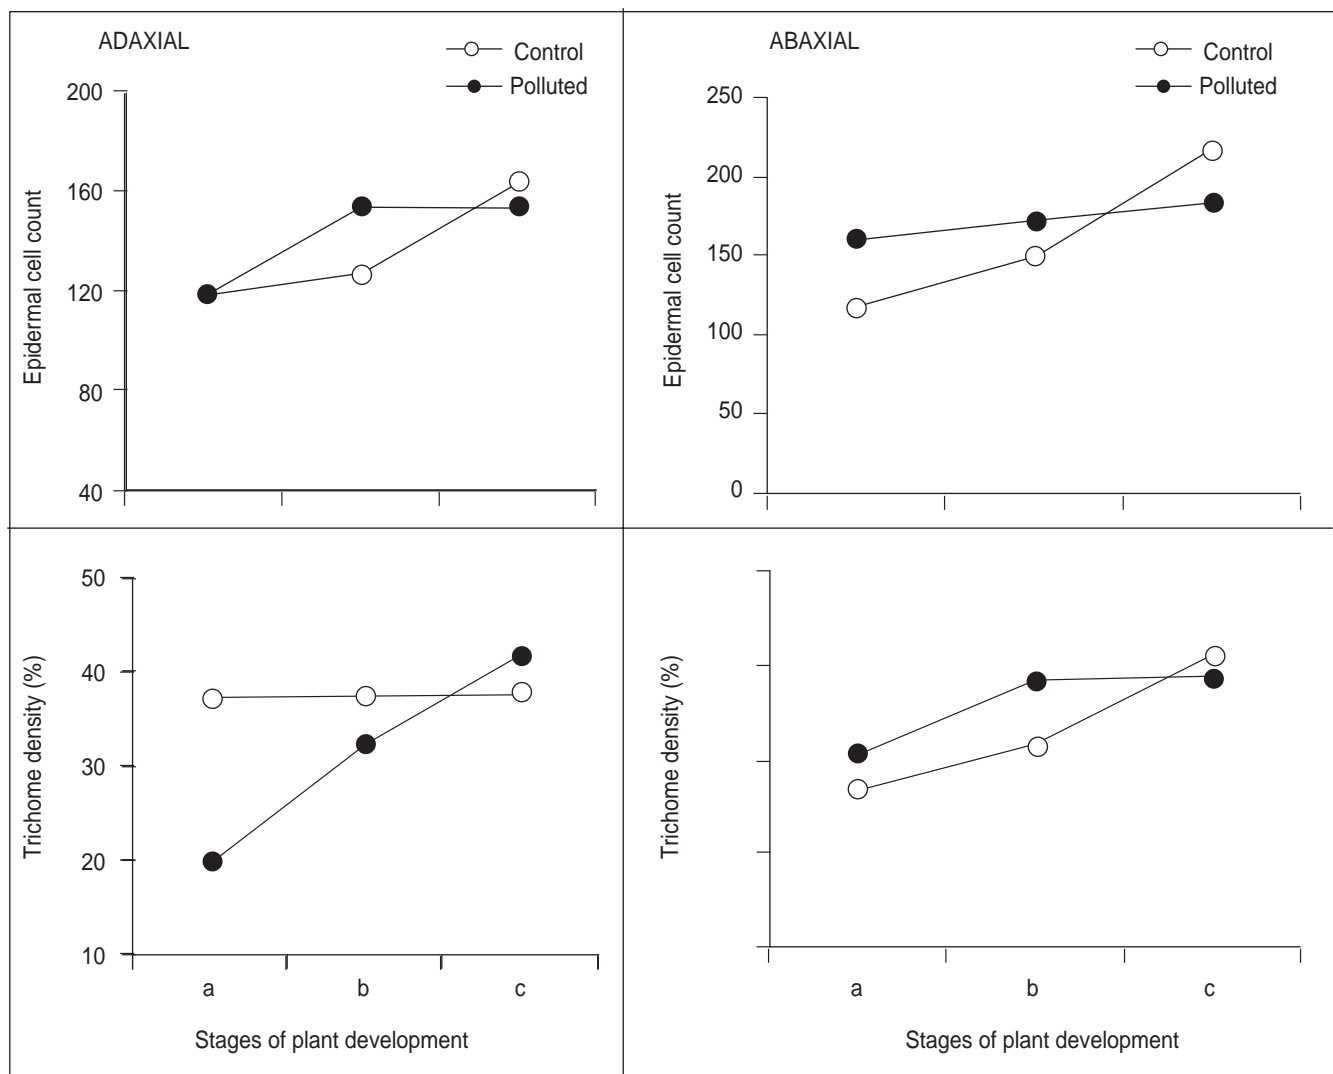 ADAXIAL
Control
Polluted
200
160
120
80
40
Epidermal cell count
ABAXIAL
Control
Polluted
250
200
150
100
50
0
Epidermal cell count
50
40
30
20
10
Trichome density (%)
a b c
Stages of plant development
Trichome density (%)
a b c
Stages of plant development